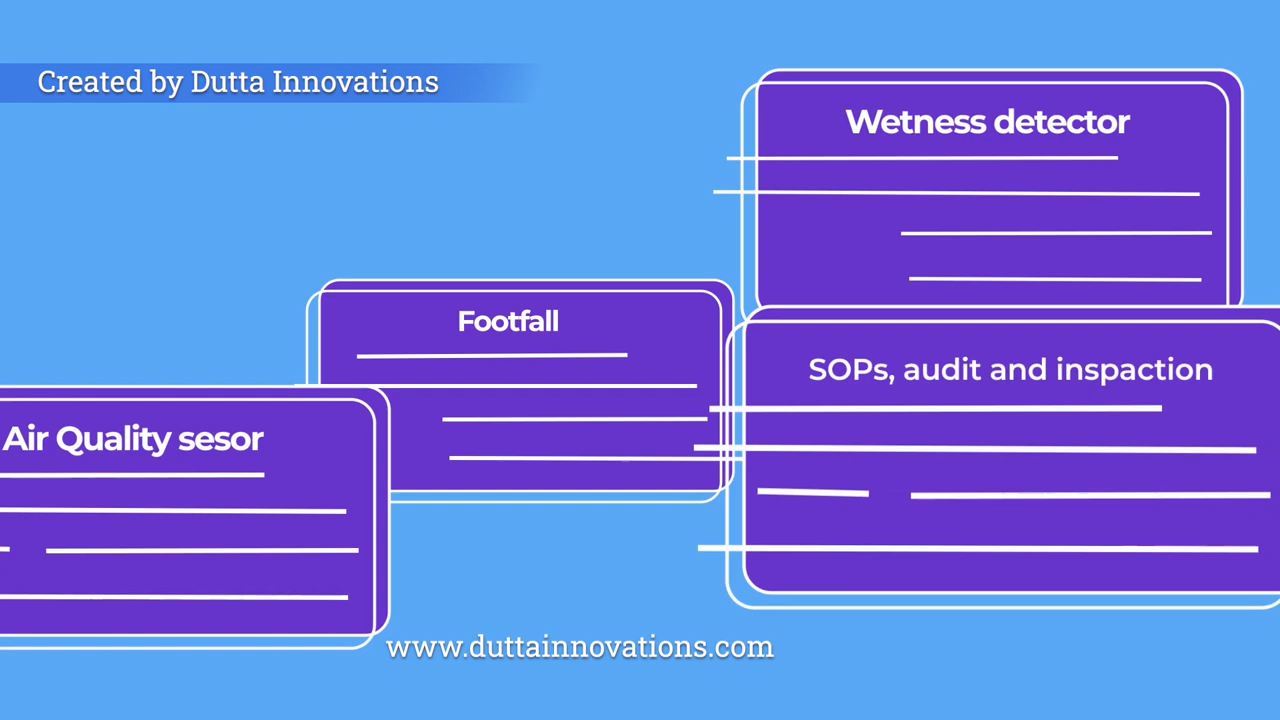 Created by Dutta Innovations
Wetness detector
Footfall
SOPs, audit and inspaction
Air Quality sesor
www.duttainnovations.com